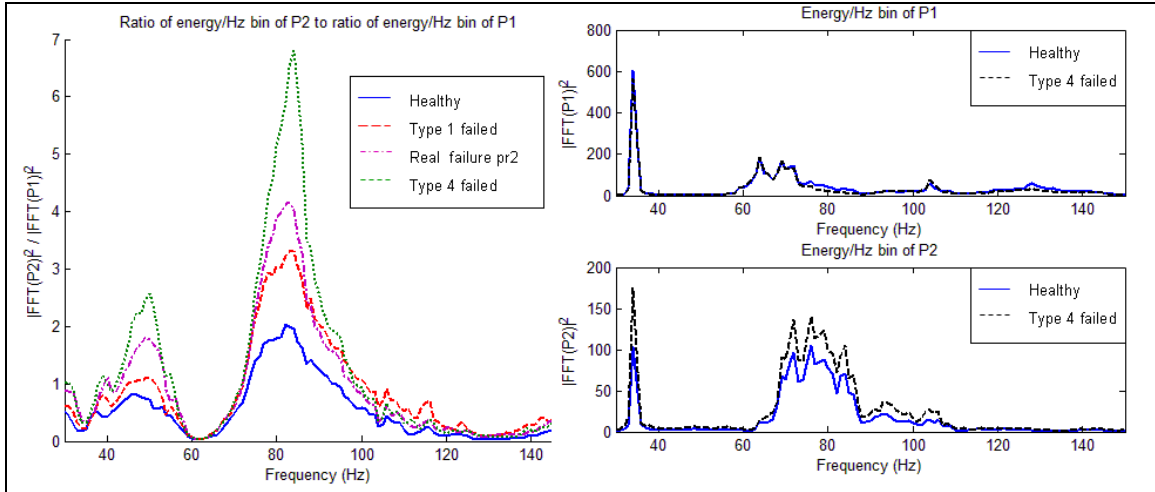 Ratio of energy/Hz bin of P2 to ratio of energy/Hz bin of P1
|FFT(P2)|² / |FFT(P1)|²
7
6
5
4
3
2
1
0
Healthy
Type 1 failed
Real failure pr2
Type 4 failed
40 60 80 100 120 140
Frequency (Hz)
Energy/Hz bin of P1
|FFT(P1)|²
800
600
400
200
0
Healthy
Type 4 failed
40 60 80 100 120 140
Frequency (Hz)
Energy/Hz bin of P2
|FFT(P2)|²
200
150
100
50
0
Healthy
Type 4 failed
40 60 80 100 120 140
Frequency (Hz)